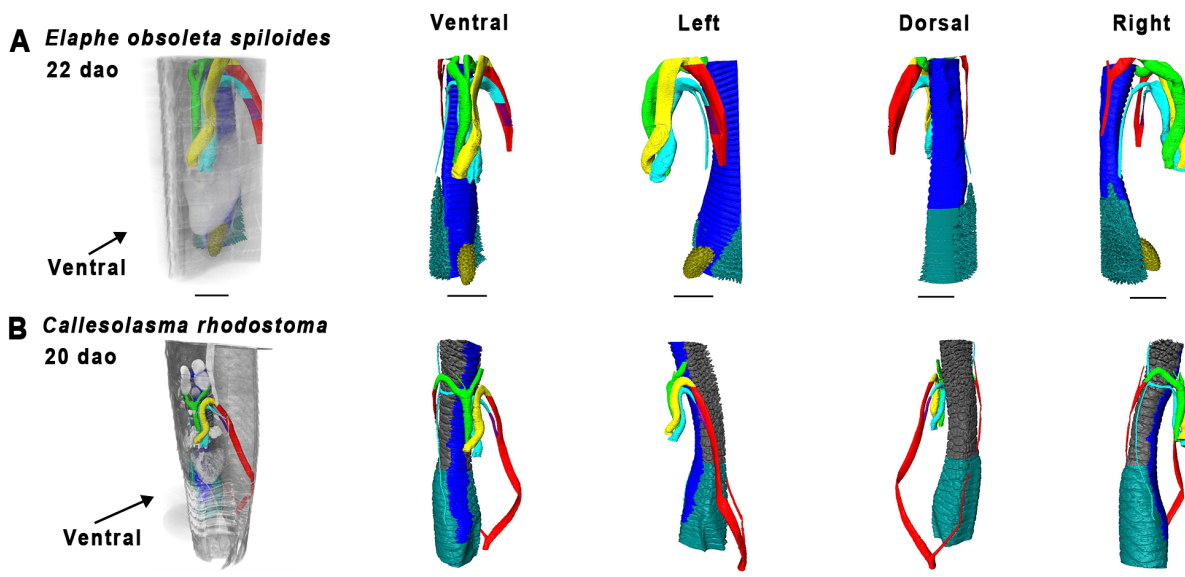 Ventral Left Dorsal Right
A Elaphe obsoleta spiloides
22 dao
Ventral
B Callesolasma rhodostoma
20 dao
Ventral